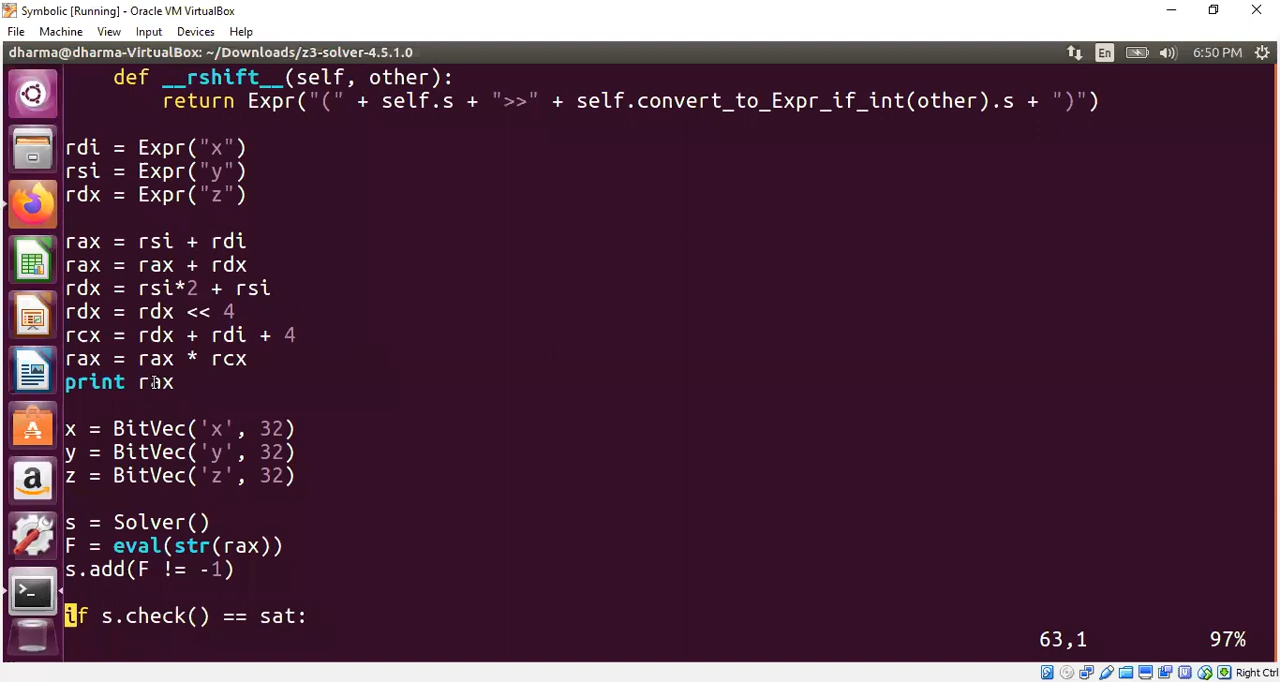 Symbolic [Running] - Oracle VM VirtualBox
File Machine View Input Devices Help
dharma@dharma-VirtualBox: ~/Downloads/z3-solver-4.5.1.0 En 6:50 PM
def __rshift__(self, other):
return Expr("(" + self.s + ">>" + self.convert_to_Expr_if_int(other).s + ")")
rdi = Expr("x")
rsi = Expr("y")
rdx = Expr("z")
rax = rsi + rdi
rax = rax + rdx
rdx = rsi*2 + rsi
rdx = rdx << 4
rcx = rdx + rdi + 4
rax = rax * rcx
print rax
x = BitVec('x', 32)
y = BitVec('y', 32)
z = BitVec('z', 32)
s = Solver()
F = eval(str(rax))
s.add(F != -1)
if s.check() == sat:
63,1 97%
Right Ctrl